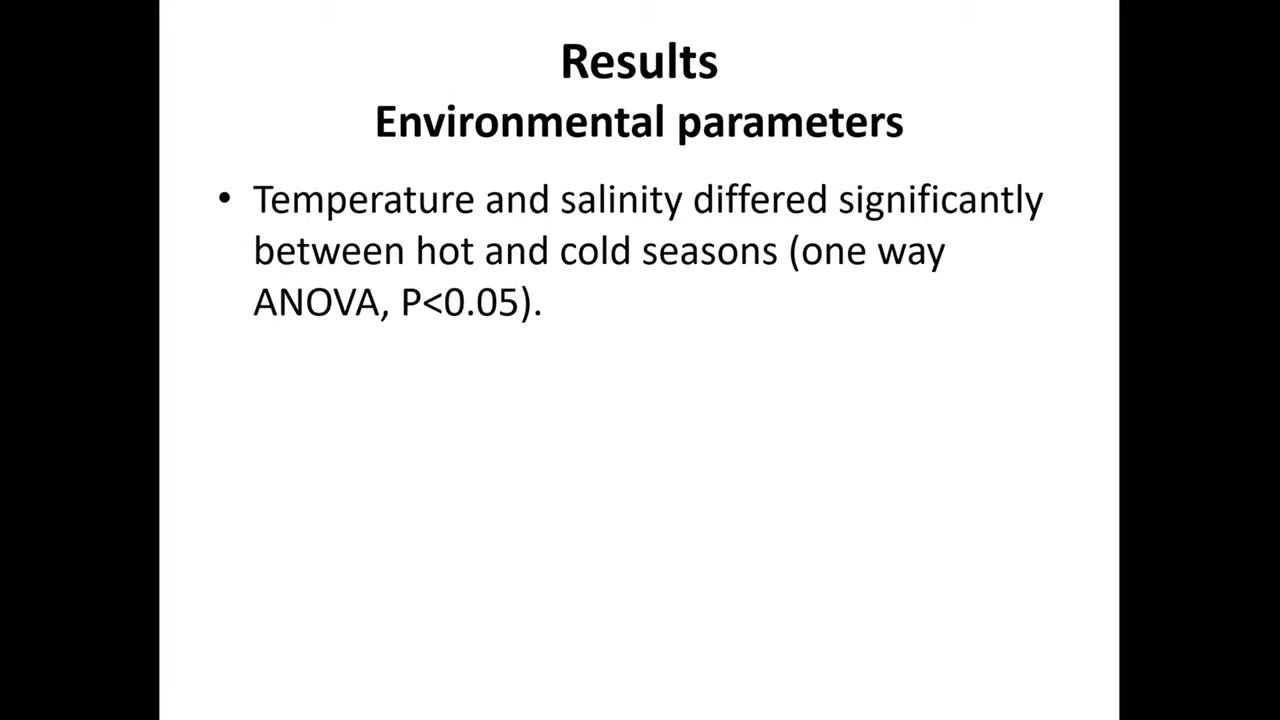 Results
Environmental parameters
• Temperature and salinity differed significantly
between hot and cold seasons (one way
ANOVA, P<0.05).